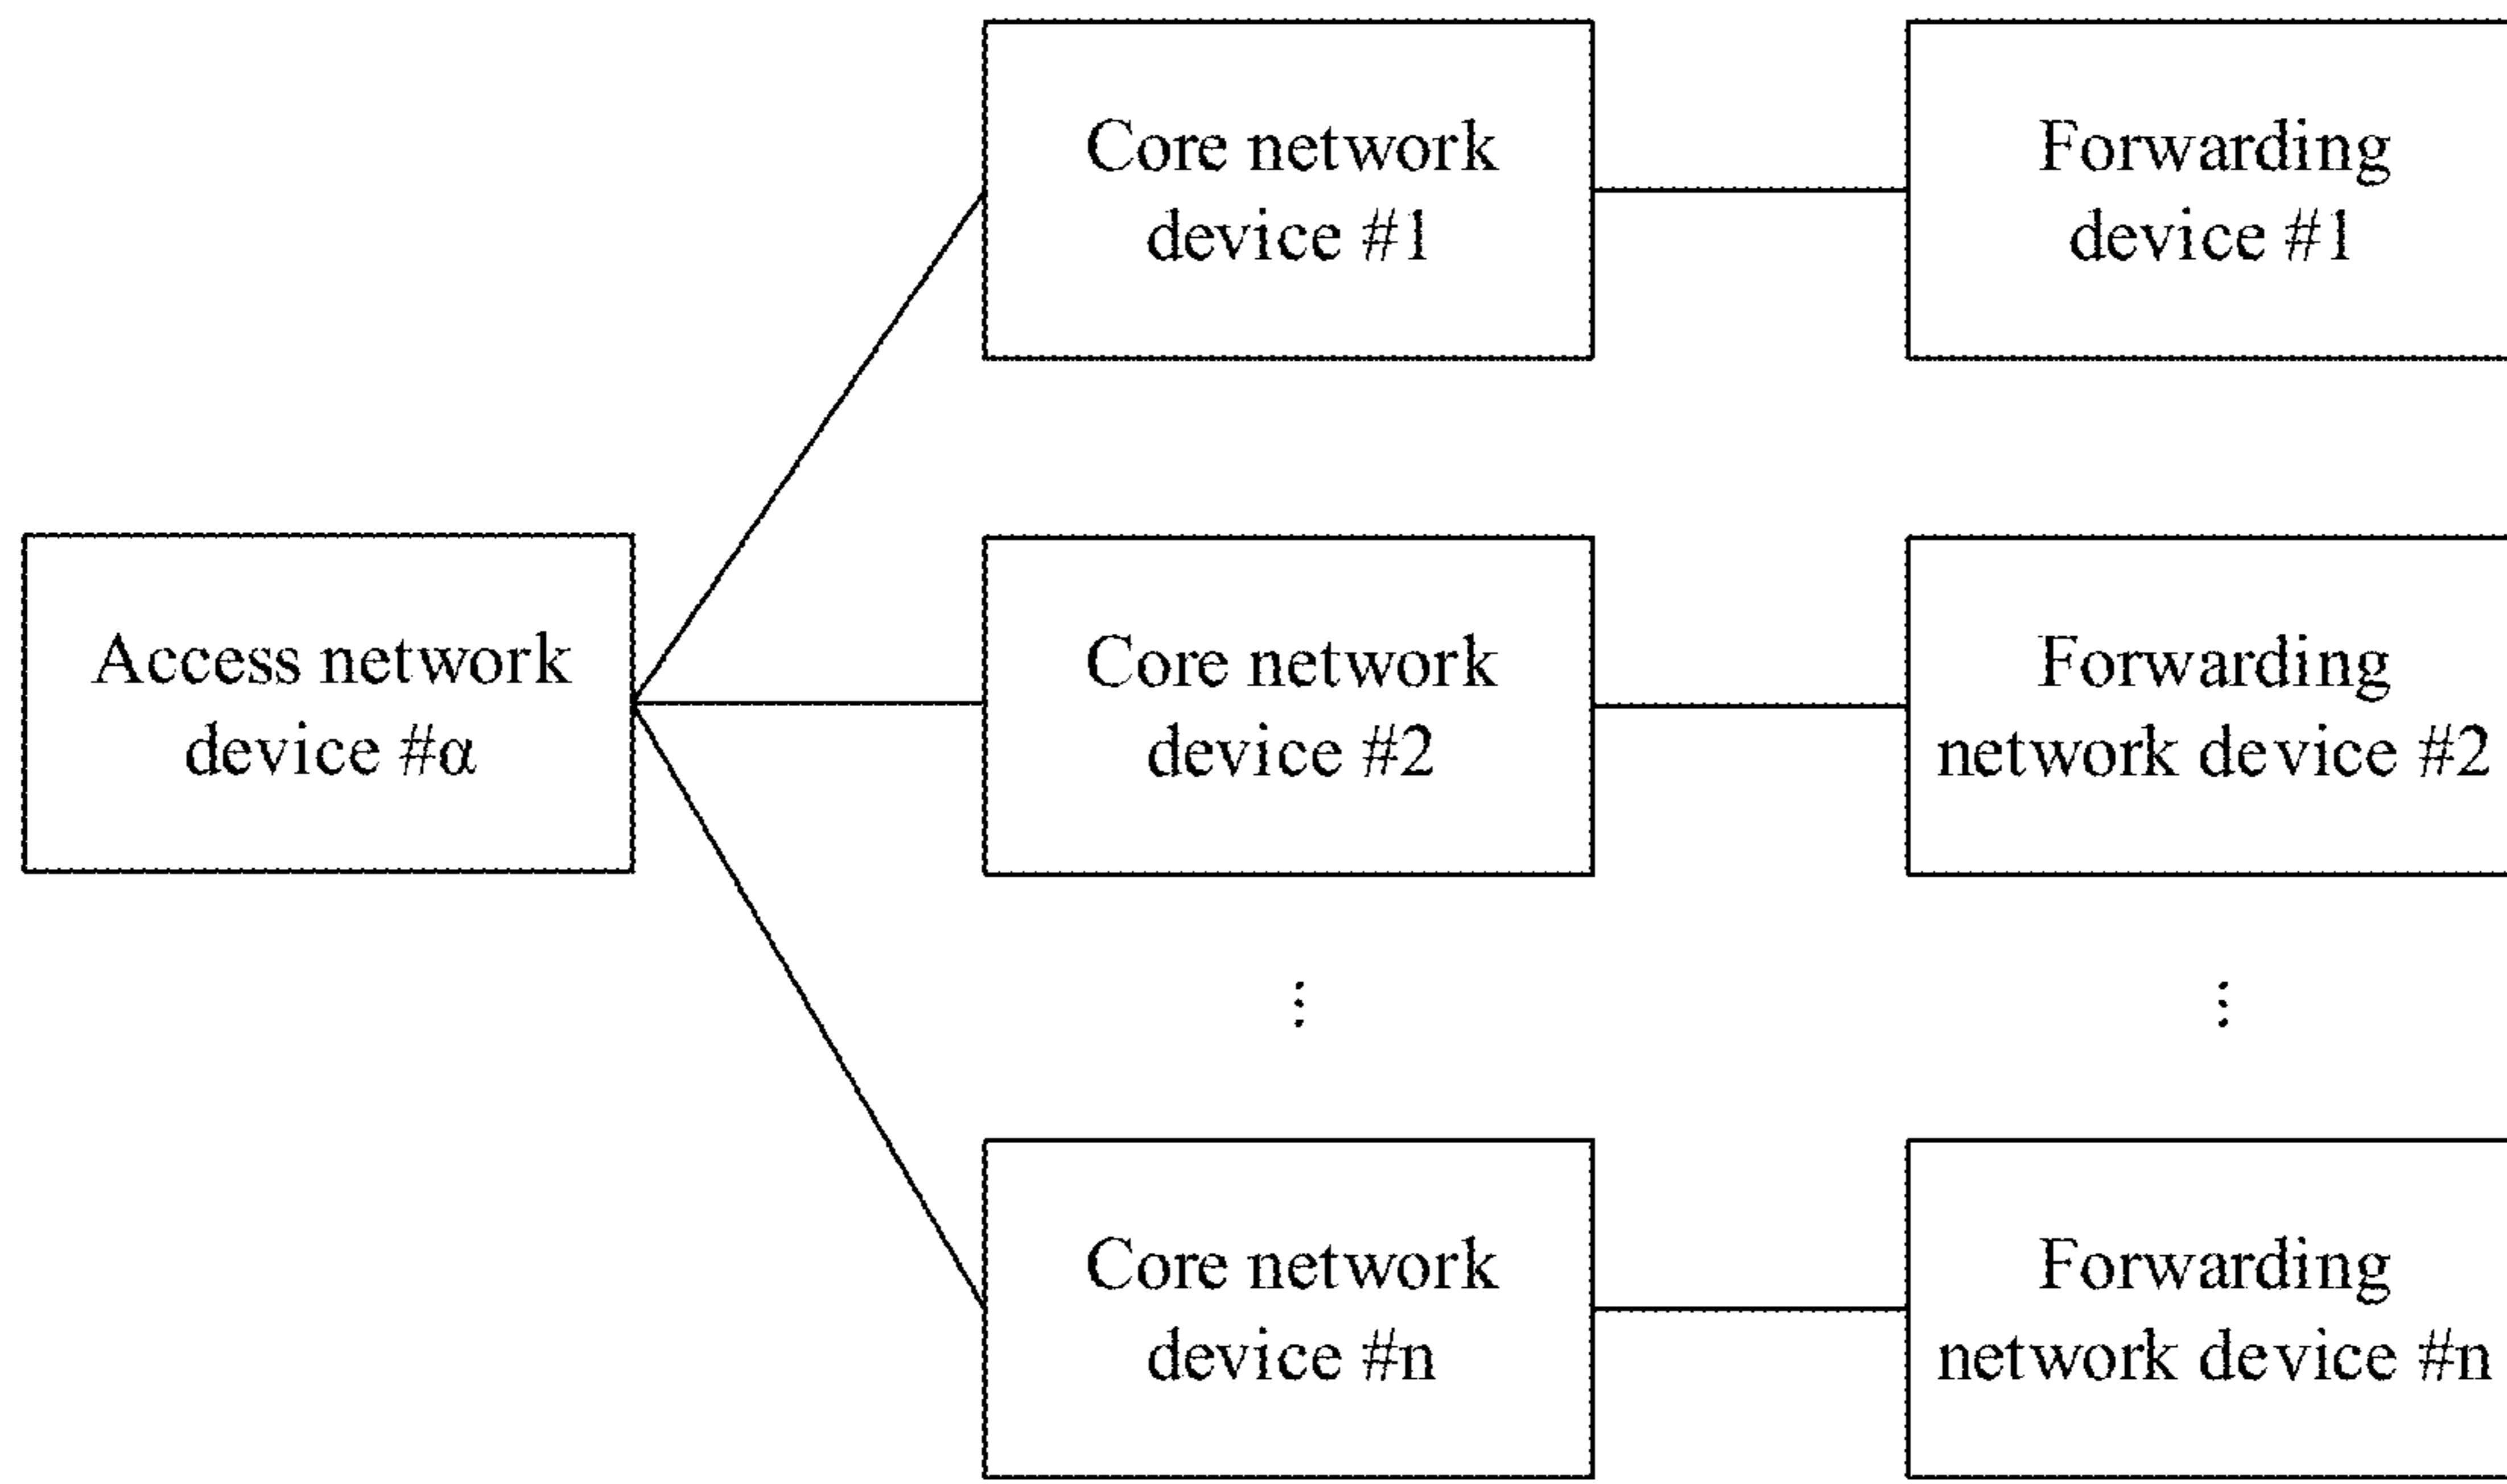 Core network
device #1
Forwarding
device #1
Access network
device #α
Core network
device #2
Forwarding
network device #2
⋮
⋮
Core network
device #n
Forwarding
network device #n